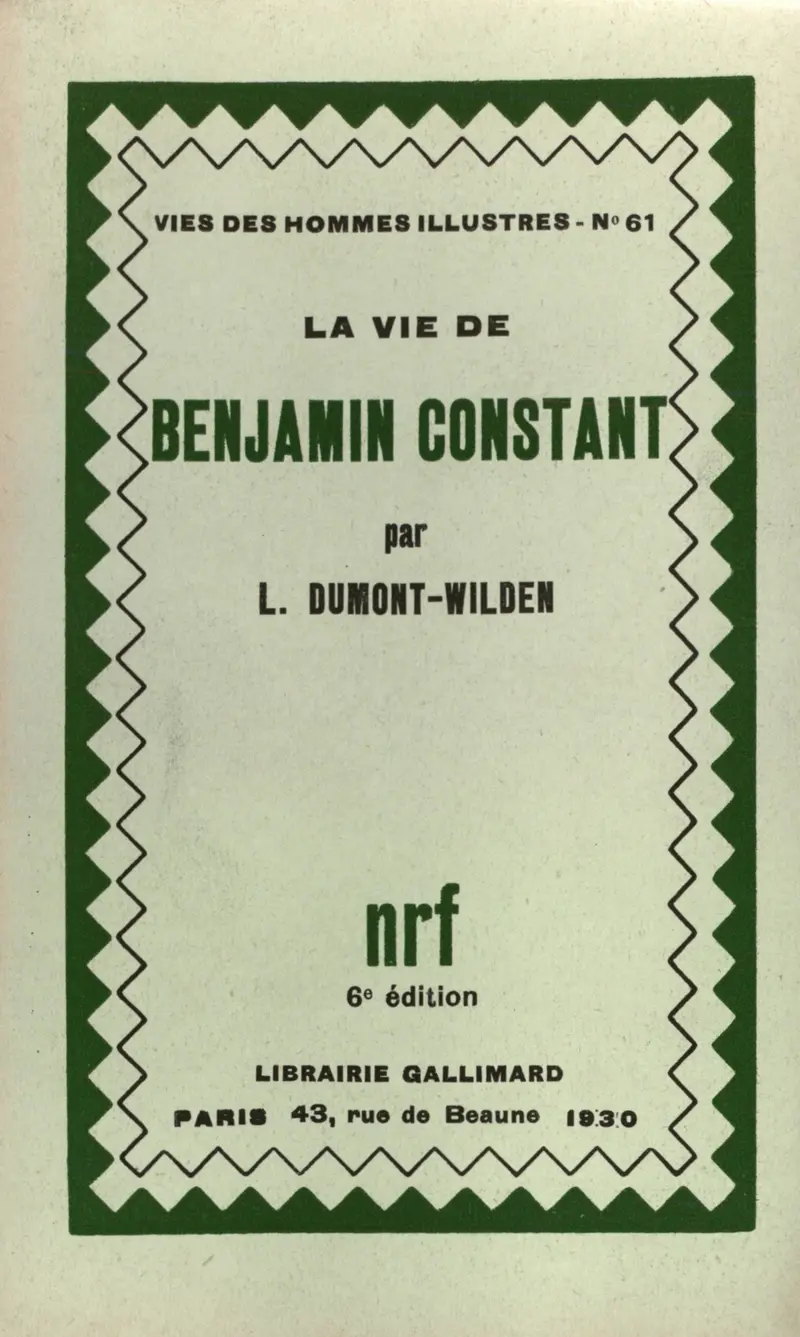 VIES DES HOMMES ILLUSTRES - Nº 61
LA VIE DE
BENJAMIN CONSTANT
par
L. DUMONT-WILDEN
nrf
6e édition
LIBRAIRIE GALLIMARD
PARIS 43, rue de Beaune 1930